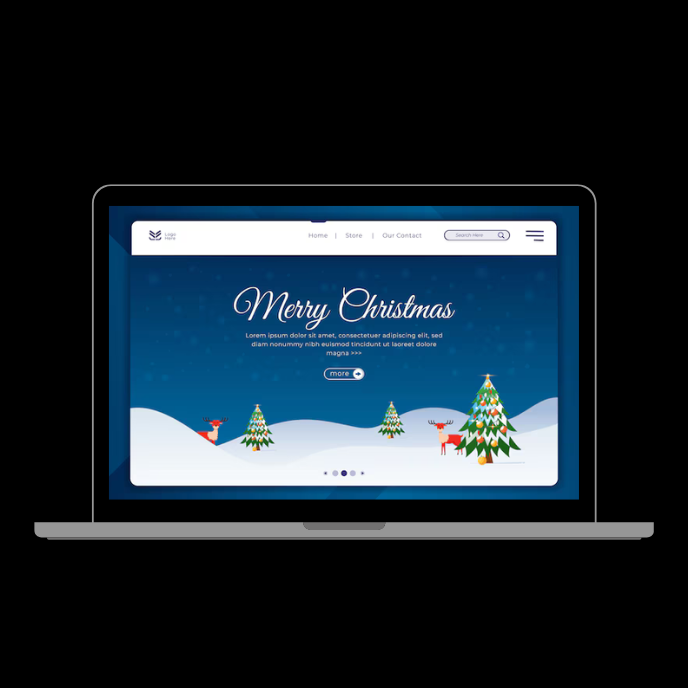 Logo
Here
Home | Store | Our Contact
Search Here
Merry Christmas
Lorem ipsum dolor sit amet, consectetuer adipiscing elit, sed
diam nonummy nibh euismod tincidunt ut laoreet dolore
magna >>>
more